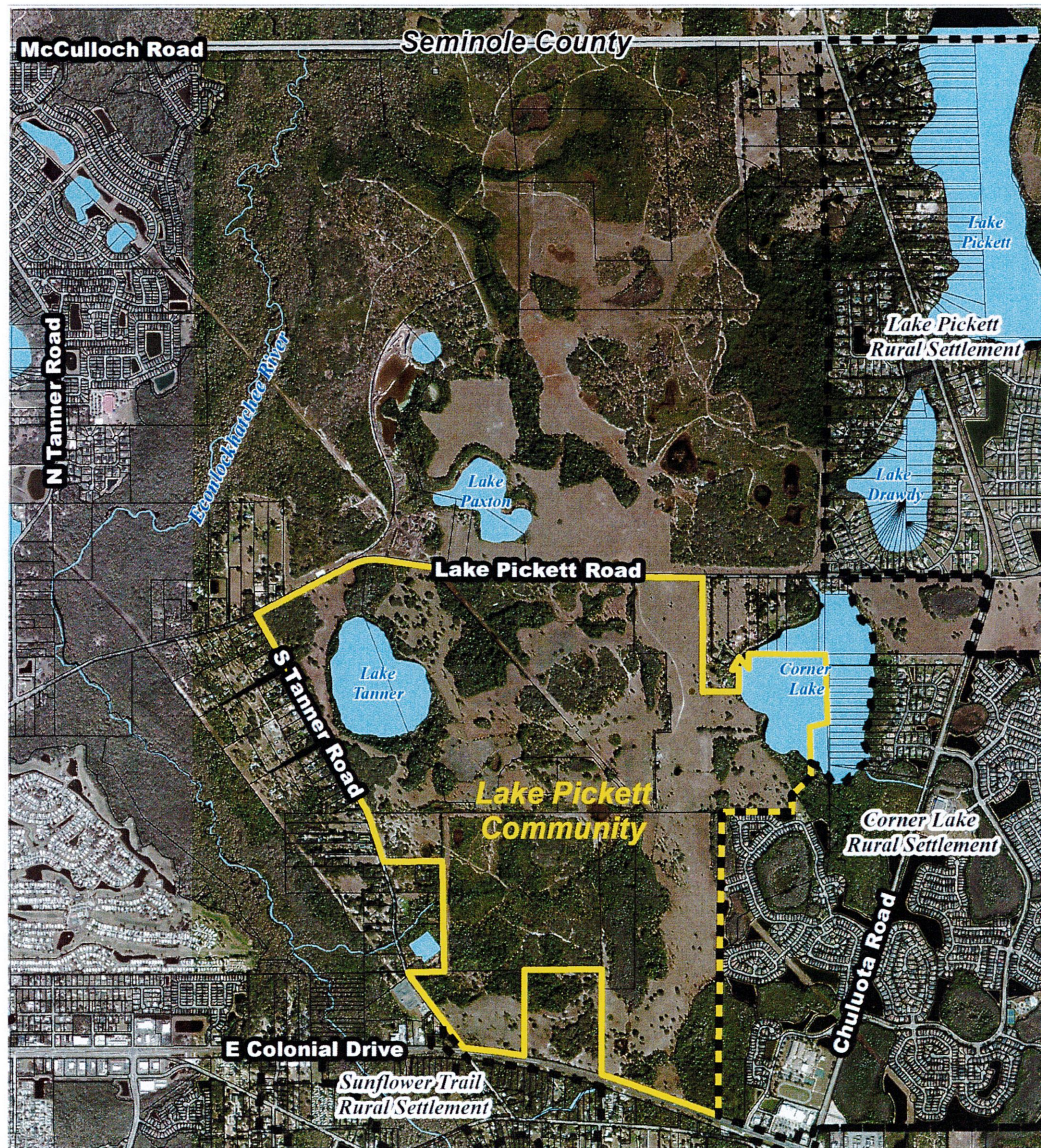 McCulloch Road
Seminole County
Lake
Pickett
Lake Pickett
Rural Settlement
N Tanner Road
Econlockhatchee River
Lake
Paxton
Lake
Drawdy
Lake Pickett Road
S Tanner Road
Lake
Tanner
Corner
Lake
Lake Pickett
Community
Corner Lake
Rural Settlement
Chuluota Road
E Colonial Drive
Sunflower Trail
Rural Settlement